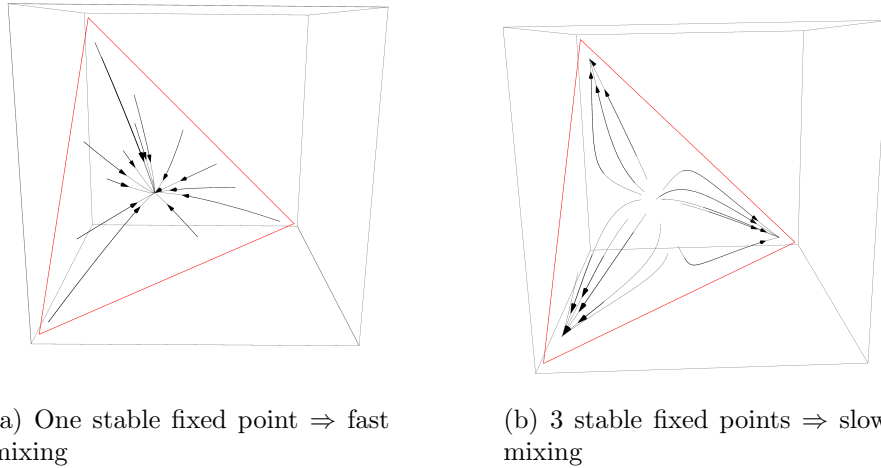 a) One stable fixed point ⇒ fast
mixing
(b) 3 stable fixed points ⇒ slow
mixing